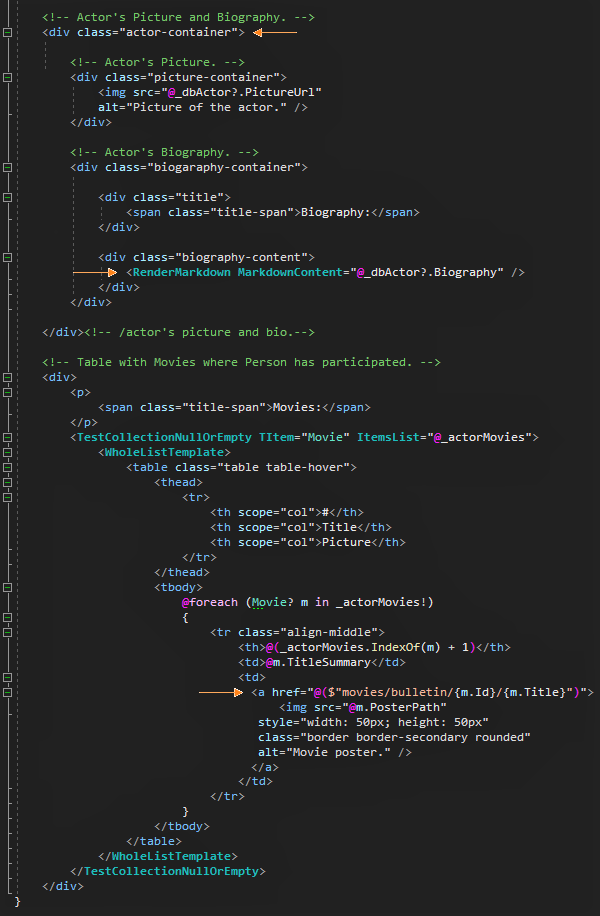 <!-- Actor's Picture and Biography. -->
<div class="actor-container">
<!-- Actor's Picture. -->
<div class="picture-container">
<img src="@_dbActor?.PictureUrl"
alt="Picture of the actor." />
</div>
<!-- Actor's Biography. -->
<div class="biogaraphy-container">
<div class="title">
<span class="title-span">Biography:</span>
</div>
<div class="biography-content">
<RenderMarkdown MarkdownContent="@_dbActor?.Biography" />
</div>
</div>
</div><!-- /actor's picture and bio.-->
<!-- Table with Movies where Person has participated. -->
<div>
<p>
<span class="title-span">Movies:</span>
</p>
<TestCollectionNullOrEmpty TItem="Movie" ItemsList="@_actorMovies">
<WholeListTemplate>
<table class="table table-hover">
<thead>
<tr>
<th scope="col">#</th>
<th scope="col">Title</th>
<th scope="col">Picture</th>
</tr>
</thead>
<tbody>
@foreach (Movie? m in _actorMovies!)
{
<tr class="align-middle">
<th>@(_actorMovies.IndexOf(m) + 1)</th>
<td>@m.TitleSummary</td>
<td>
<a href="@($"movies/bulletin/{m.Id}/{m.Title}")">
<img src="@m.PosterPath"
style="width: 50px; height: 50px"
class="border border-secondary rounded"
alt="Movie poster." />
</a>
</td>
</tr>
}
</tbody>
</table>
</WholeListTemplate>
</TestCollectionNullOrEmpty>
</div>
}